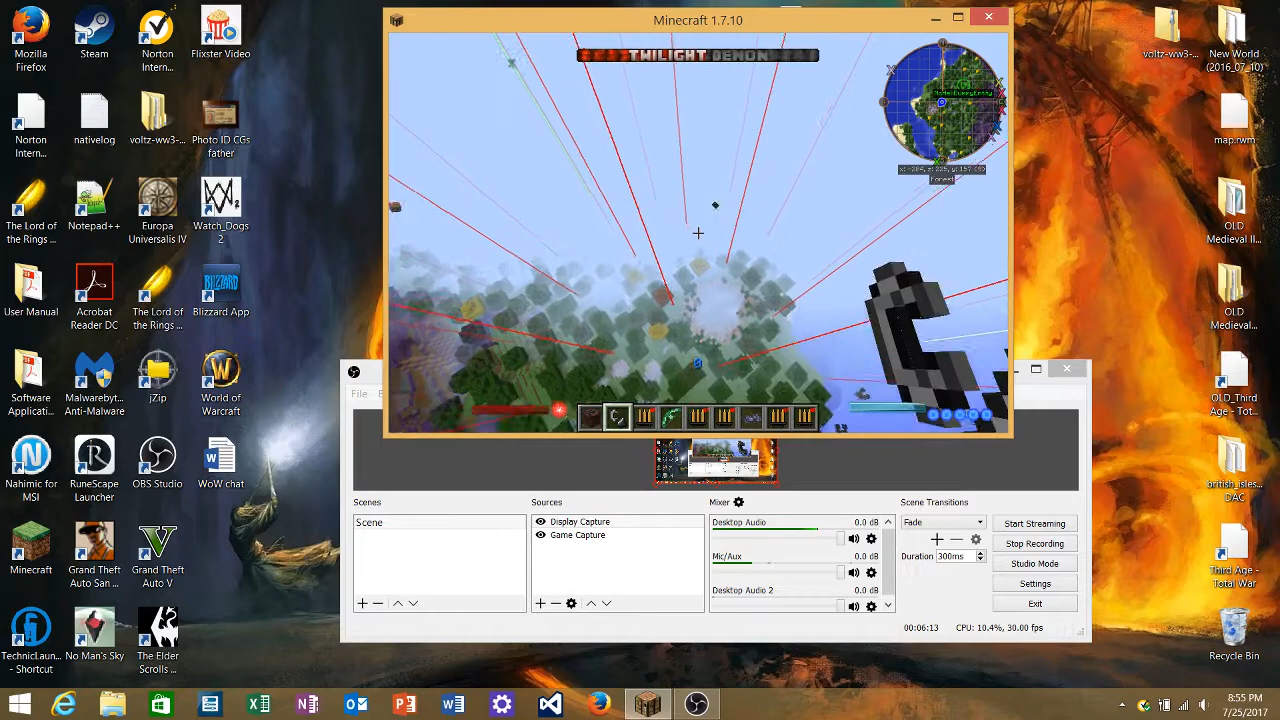 Mozilla
Firefox
Steam
Norton
Intern...
Flixster Video
Norton
Intern...
nativelog
voltz-ww3-...
Photo ID CGs
father
The Lord of
the Rings ...
Notepad++
Europa
Universalis IV
Watch_Dogs
2
User Manual
Acrobat
Reader DC
The Lord of
the Rings ...
BLIZZARD
Blizzard App
Software
Applicati...
Malwarebyt...
Anti-Malware
jZip
World of
Warcraft
Nahimic for
MSI
RuneScape
Launcher
OBS Studio
WoW chat
Minecraft
Grand Theft
Auto San ...
Grand Theft
Auto V
TechnicLaun...
- Shortcut
No Man's Sky
The Elder
Scrolls ...
Minecraft 1.7.10
TWILIGHT DEMON
Forest
File
Scenes
Scene
Sources
Display Capture
Game Capture
Mixer
Desktop Audio
0.0 dB
Mic/Aux
0.0 dB
Desktop Audio 2
0.0 dB
Scene Transitions
Fade
Duration 300ms
Start Streaming
Stop Recording
Studio Mode
Settings
Exit
00:06:13
CPU: 10.4%, 30.00 fps
voltz-ww3-...
New World
(2016_07_10)
map.rwm
OLD
Medieval II...
OLD
Medieval...
OLD_Third
Age - Tot...
british_isles...
DAC
Third Age -
Total War
Recycle Bin
8:55 PM
7/25/2017